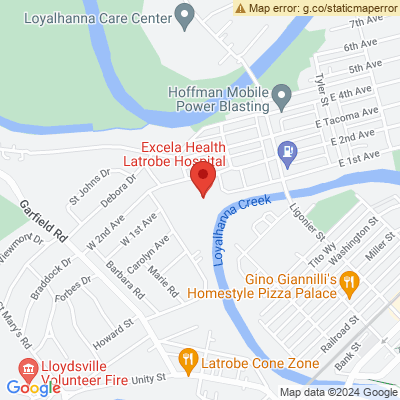 Map error: g.co/staticmaperror
Loyalhanna Care Center
7th Ave
6th Ave
5th Ave
Tyler St
Hoffman Mobile
Power Blasting
E 4th Ave
E Tacoma Ave
E 2nd Ave
E 1st Ave
Excela Health
Latrobe Hospital
St Johns Dr
Debora Dr
Garfield Rd
W 2nd Ave
W 1st Ave
Loyalhanna Creek
Ligonier St
Viewmont Dr
Braddock Dr
Carolyn Ave
Marie Rd
Barbara Rd
Forbes Dr
Tito Wy
Washington St
Miller St
Gino Giannilli's
Homestyle Pizza Palace
Howard St
Railroad St
Bank St
St Mary's Rd
Lloydsville
Volunteer Fire
Unity St
Latrobe Cone Zone
Google
Map data ©2024 Google